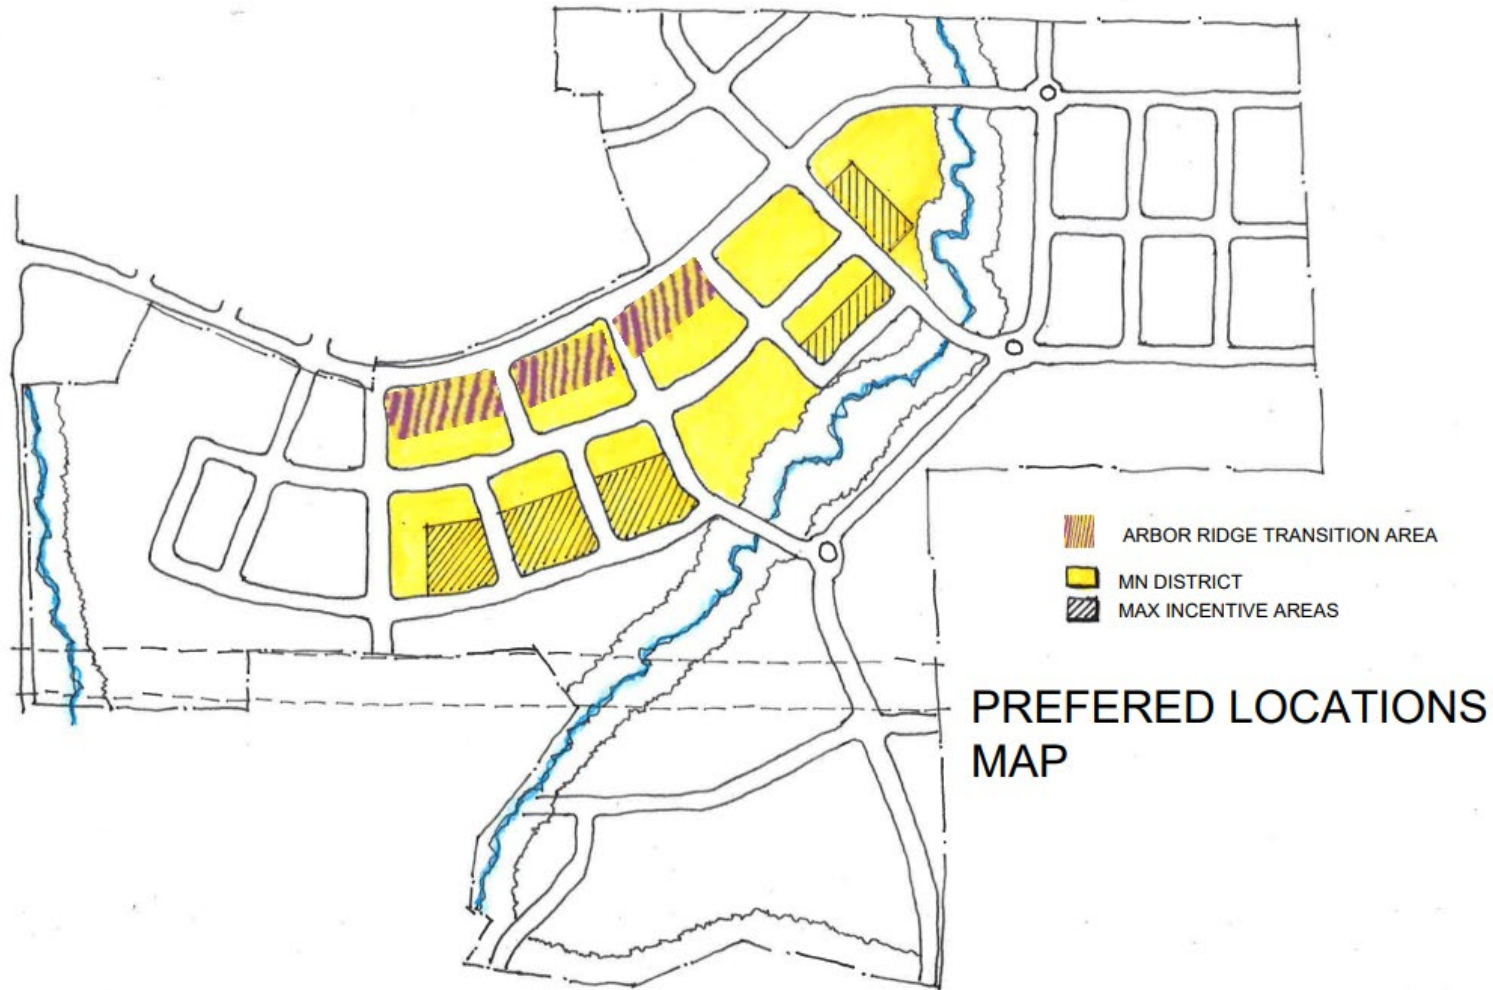 ARBOR RIDGE TRANSITION AREA
MN DISTRICT
MAX INCENTIVE AREAS
PREFERED LOCATIONS
MAP